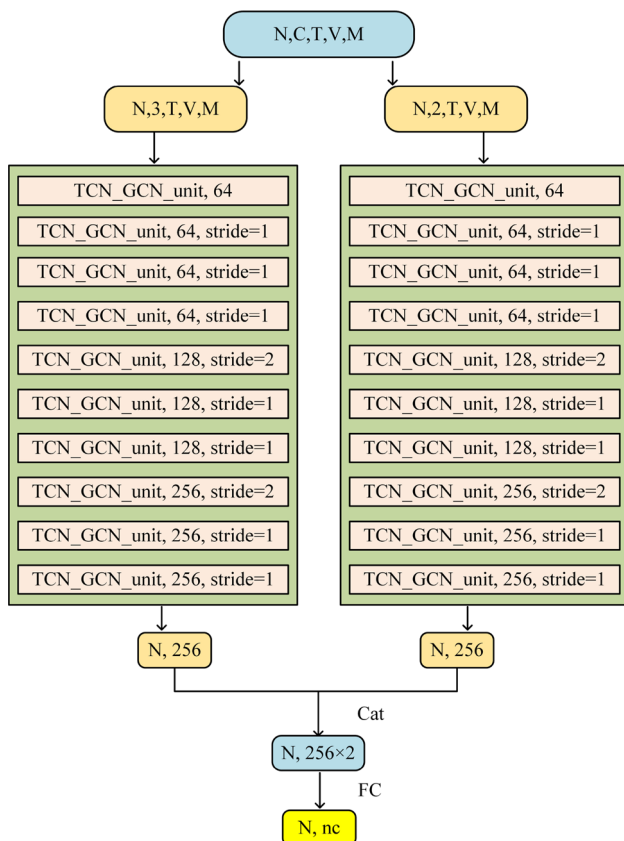 N,C,T,V,M
N,3,T,V,M
N,2,T,V,M
TCN_GCN_unit, 64
TCN_GCN_unit, 64, stride=1
TCN_GCN_unit, 64, stride=1
TCN_GCN_unit, 64, stride=1
TCN_GCN_unit, 128, stride=2
TCN_GCN_unit, 128, stride=1
TCN_GCN_unit, 128, stride=1
TCN_GCN_unit, 256, stride=2
TCN_GCN_unit, 256, stride=1
TCN_GCN_unit, 256, stride=1
TCN_GCN_unit, 64
TCN_GCN_unit, 64, stride=1
TCN_GCN_unit, 64, stride=1
TCN_GCN_unit, 64, stride=1
TCN_GCN_unit, 128, stride=2
TCN_GCN_unit, 128, stride=1
TCN_GCN_unit, 128, stride=1
TCN_GCN_unit, 256, stride=2
TCN_GCN_unit, 256, stride=1
TCN_GCN_unit, 256, stride=1
N, 256
N, 256
Cat
N, 256×2
FC
N, nc